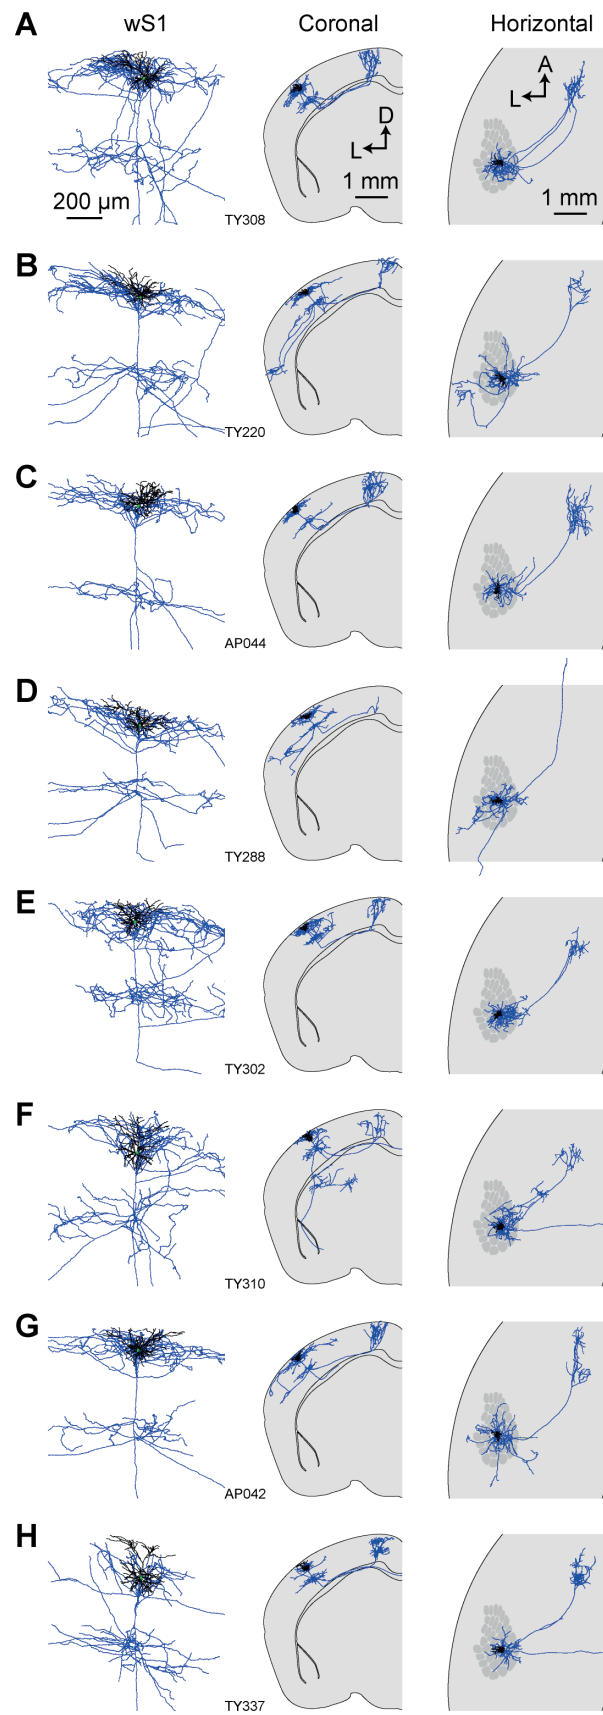 A wS1 Coronal Horizontal
D
L
1 mm
A
L
1 mm
200 µm
TY308
B
TY220
C
AP044
D
TY288
E
TY302
F
TY310
G
AP042
H
TY337